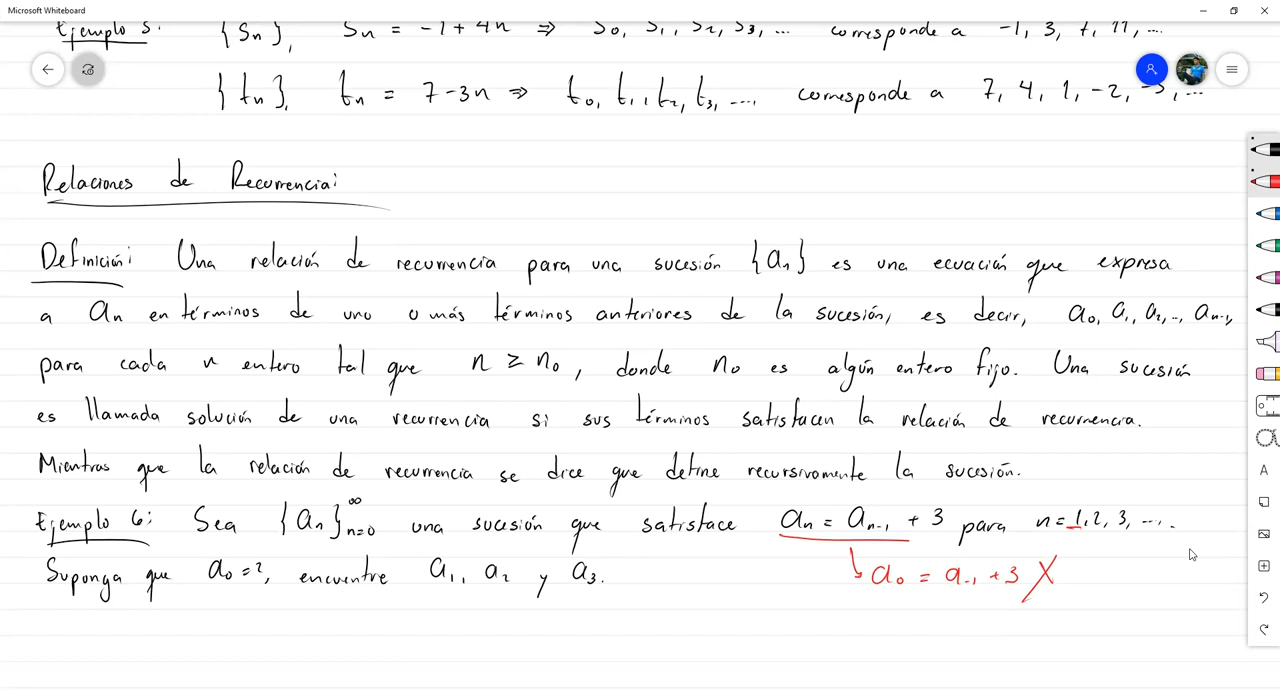 Microsoft Whiteboard
Ejemplo 5: {Sn}, Sn = -1 + 4n ⇒ S0, S1, S2, S3, ... corresponde a -1, 3, 7, 11, ...
{tn}, tn = 7 - 3n ⇒ t0, t1, t2, t3, .... corresponde a 7, 4, 1, -2, -5, ...
Relaciones de Recurrencia:
Definición: Una relación de recurrencia para una sucesión {an} es una ecuación que expresa
a an en términos de uno o más términos anteriores de la sucesión, es decir, a0, a1, a2, .., an-1,
para cada n entero tal que n ≥ n0, donde n0 es algún entero fijo. Una sucesión
es llamada solución de una recurrencia si sus términos satisfacen la relación de recurrencia.
Mientras que la relación de recurrencia se dice que define recursivamente la sucesión.
Ejemplo 6: Sea {an}∞n=0 una sucesión que satisface an = an-1 + 3 para n = 1, 2, 3, ....
Suponga que a0 = 2, encuentre a1, a2 y a3.
↳ a0 = a-1 + 3 X
A